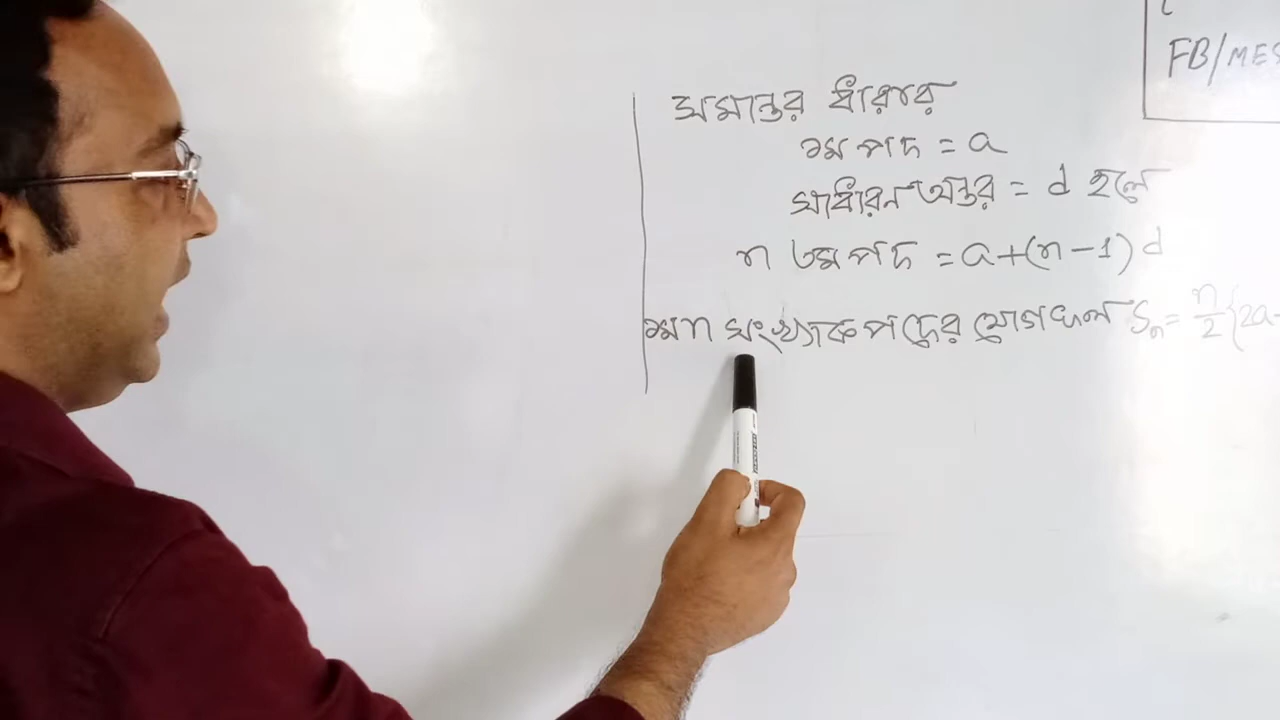 সমান্তর ধারার
১ম পদ = a
সাধারন অন্তর = d হলে
n তম পদ = a+(n-1)d
১ম n সংখ্যক পদের যোগফল Sₙ = n/2{2a-
FB/MES